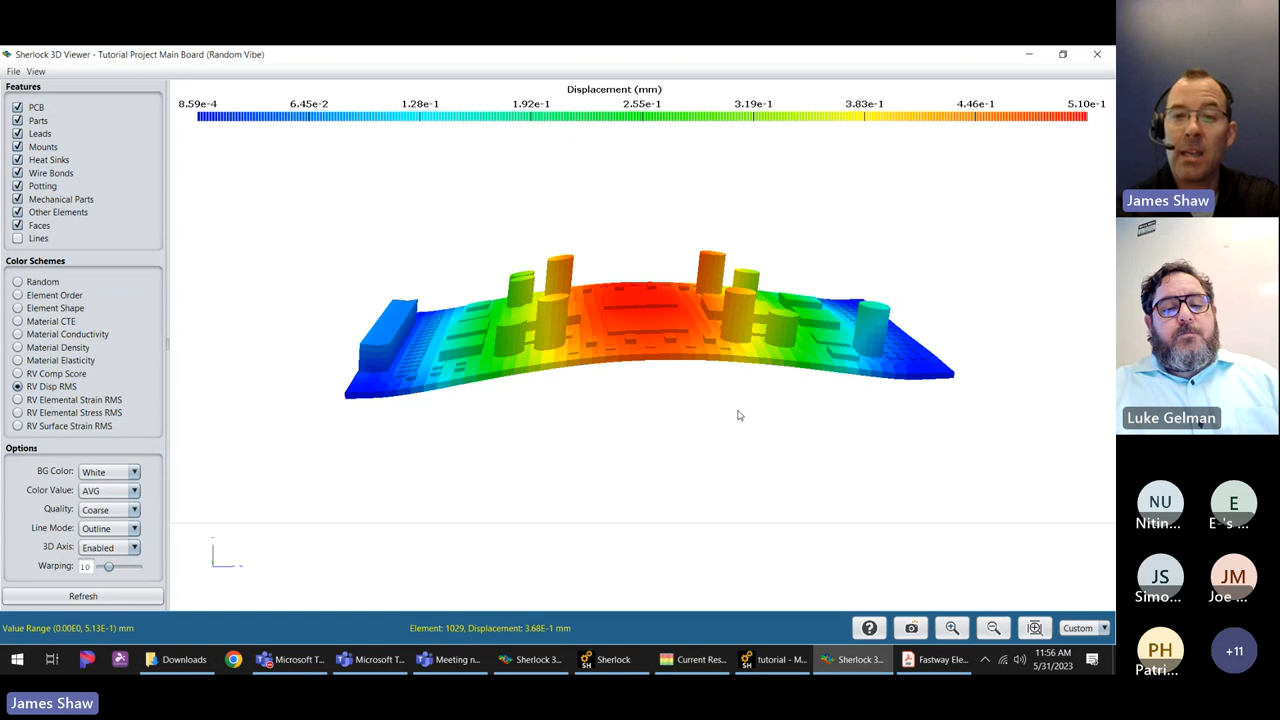 Sherlock 3D Viewer - Tutorial Project Main Board (Random Vibe)
File View
Features
PCB
Parts
Leads
Mounts
Heat Sinks
Wire Bonds
Potting
Mechanical Parts
Other Elements
Faces
Lines
Color Schemes
Random
Element Order
Element Shape
Material CTE
Material Conductivity
Material Density
Material Elasticity
RV Comp Score
RV Disp RMS
RV Elemental Strain RMS
RV Elemental Stress RMS
RV Surface Strain RMS
Options
BG Color: White
Color Value: AVG
Quality: Coarse
Line Mode: Outline
3D Axis: Enabled
Warping: 10
Refresh
Displacement (mm)
8.59e-4 6.45e-2 1.28e-1 1.92e-1 2.55e-1 3.19e-1 3.83e-1 4.46e-1 5.10e-1
Value Range (0.00E0, 5.13E-1) mm
Element: 1029, Displacement: 3.68E-1 mm
Custom
Downloads
Microsoft T...
Microsoft T...
Meeting n...
Sherlock 3...
SH
Sherlock
Current Res...
SH
tutorial - M...
Sherlock 3...
Fastway Ele...
11:56 AM
5/31/2023
James Shaw
James Shaw
Luke Gelman
NU
Nitin...
E
E-'s ...
JS
Simo...
JM
Joe ...
PH
Patri...
+11